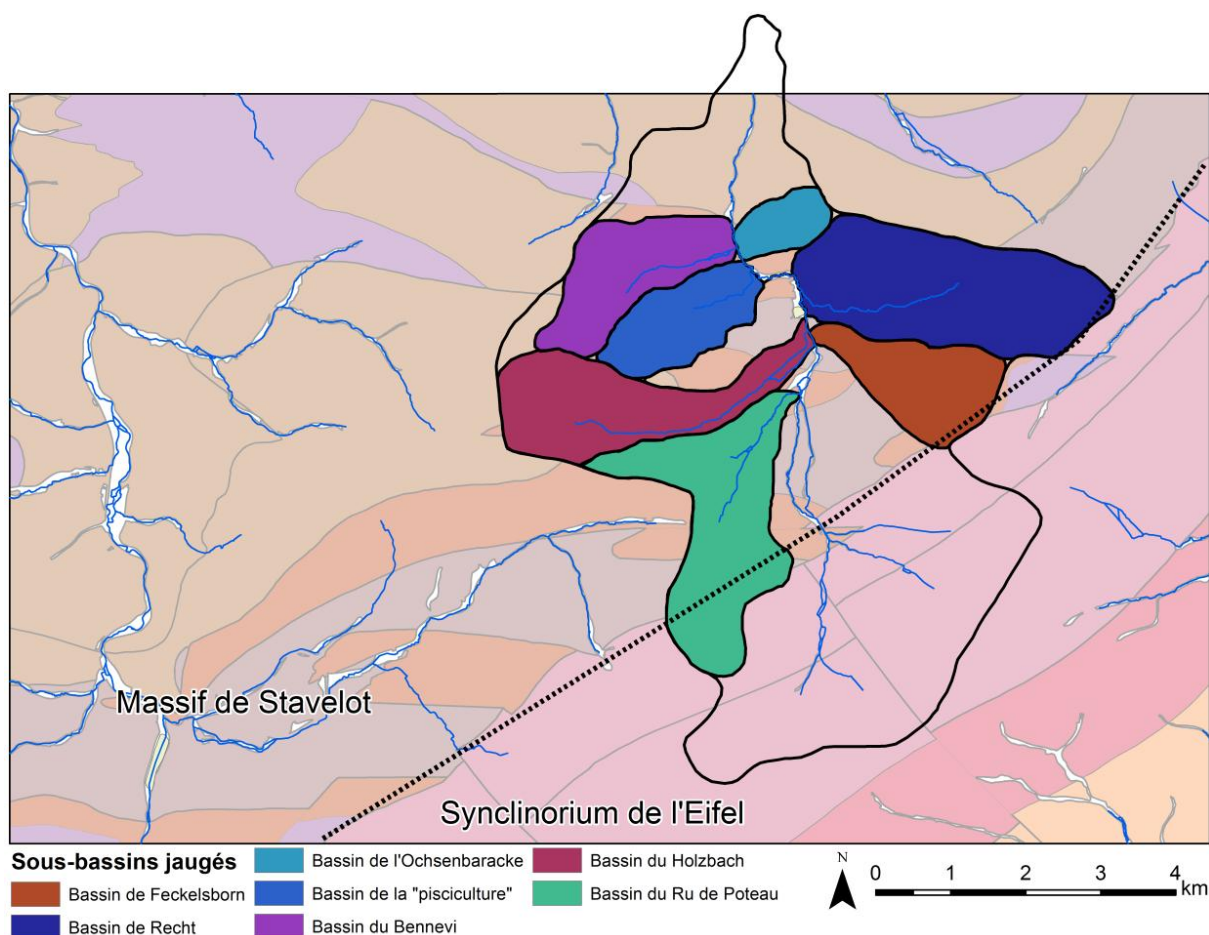 Massif de Stavelot
Synclinorium de l'Eifel
Sous-bassins jaugés
Bassin de Feckelsborn
Bassin de Recht
Bassin de l'Ochsenbaracke
Bassin de la "pisciculture"
Bassin du Bennevi
Bassin du Holzbach
Bassin du Ru de Poteau
N
0 1 2 3 4
km